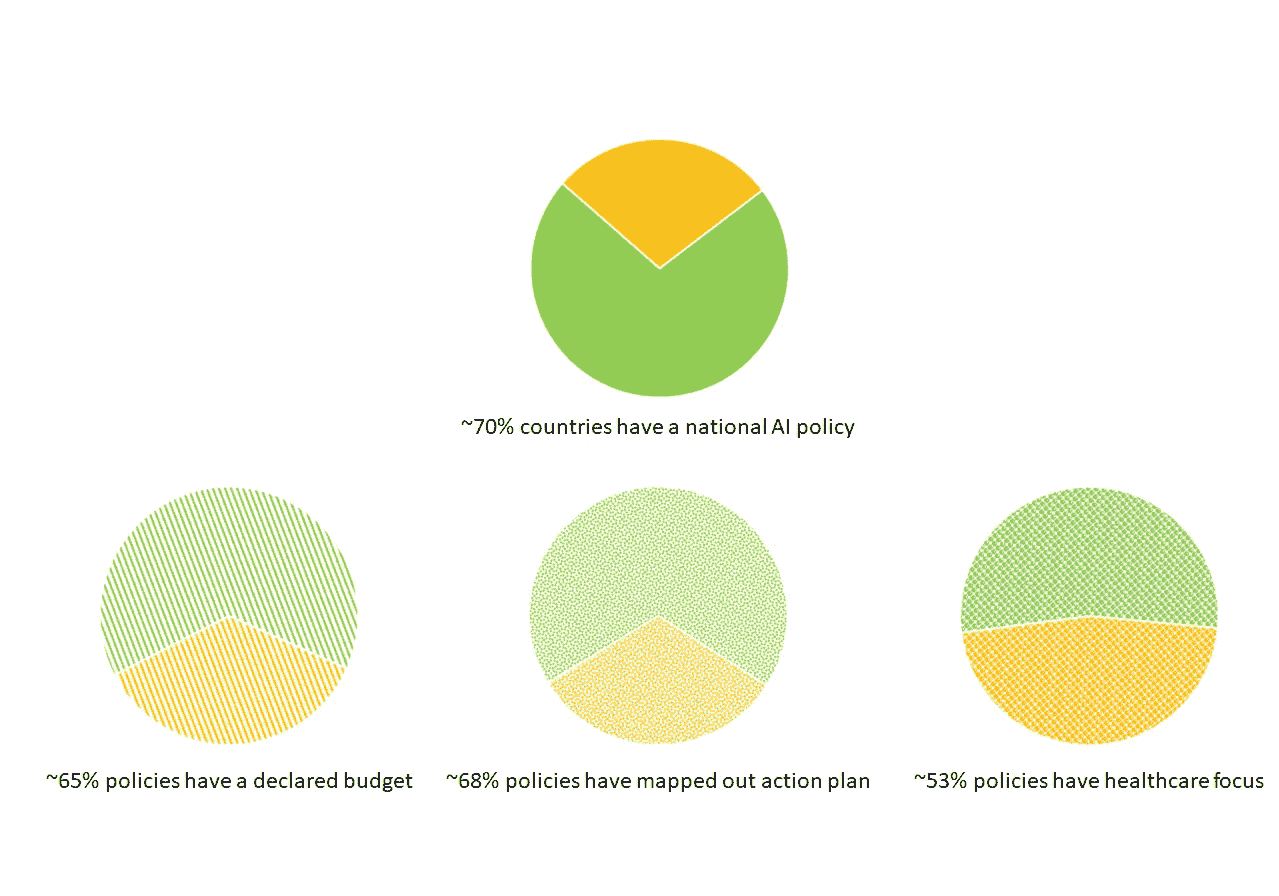 ~70% countries have a national AI policy
~65% policies have a declared budget
~68% policies have mapped out action plan
~53% policies have healthcare focus